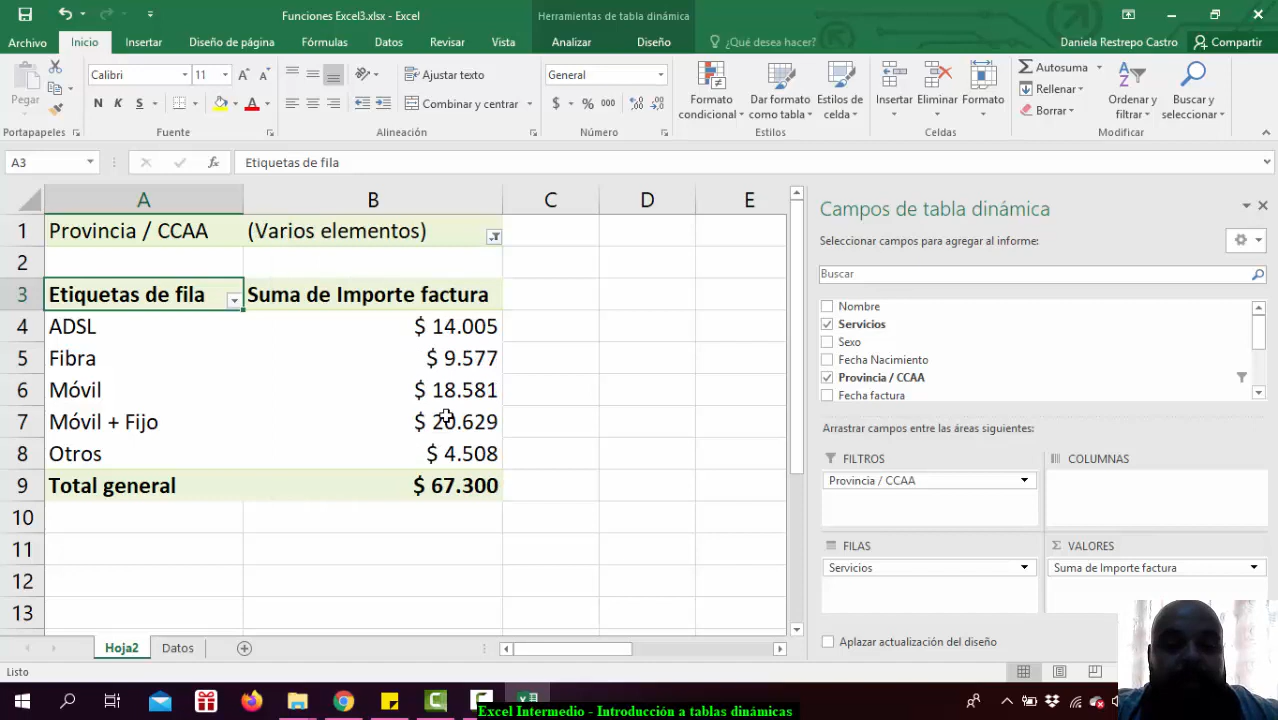 Funciones Excel3.xlsx - Excel
Herramientas de tabla dinámica
Archivo Inicio Insertar Diseño de página Fórmulas Datos Revisar Vista Analizar Diseño ¿Qué desea hacer? Daniela Restrepo Castro Compartir
Pegar
Calibri 11
N K S
Ajustar texto
Combinar y centrar
General
$ % 000
Formato condicional
Dar formato como tabla
Estilos de celda
Insertar Eliminar Formato
Autosuma
Rellenar
Borrar
Ordenar y filtrar
Buscar y seleccionar
Portapapeles Fuente Alineación Número Estilos Celdas Modificar
A3 fx Etiquetas de fila
A B C D E
1 Provincia / CCAA (Varios elementos)
2
3 Etiquetas de fila Suma de Importe factura
4 ADSL $ 14.005
5 Fibra $ 9.577
6 Móvil $ 18.581
7 Móvil + Fijo $ 20.629
8 Otros $ 4.508
9 Total general $ 67.300
10
11
12
13
Campos de tabla dinámica
Seleccionar campos para agregar al informe:
Buscar
Nombre
Servicios
Sexo
Fecha Nacimiento
Provincia / CCAA
Fecha factura
Arrastrar campos entre las áreas siguientes:
FILTROS COLUMNAS
Provincia / CCAA
FILAS Σ VALORES
Servicios Suma de Importe factura
Aplazar actualización del diseño
Hoja2 Datos
Listo
Excel Intermedio - Introducción a tablas dinámicas